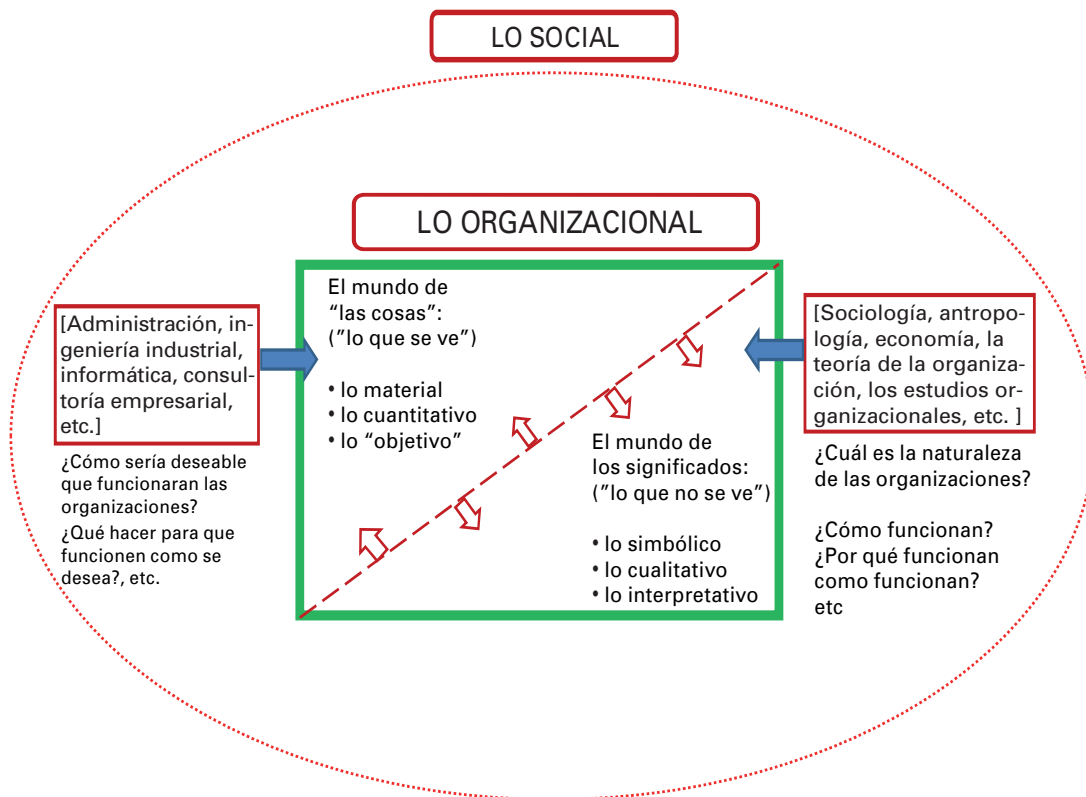 LO SOCIAL
LO ORGANIZACIONAL
[Administración, in-
geniería industrial,
informática, consul-
toría empresarial,
etc.]
¿Cómo sería deseable
que funcionaran las
organizaciones?
¿Qué hacer para que
funcionen como se
desea?, etc.
El mundo de
“las cosas”:
(”lo que se ve”)
• lo material
• lo cuantitativo
• lo “objetivo”
El mundo de
los significados:
(”lo que no se ve”)
• lo simbólico
• lo cualitativo
• lo interpretativo
[Sociología, antropo-
logía, economía, la
teoría de la organiza-
ción, los estudios or-
ganizacionales, etc. ]
¿Cuál es la naturaleza
de las organizaciones?
¿Cómo funcionan?
¿Por qué funcionan
como funcionan?
etc